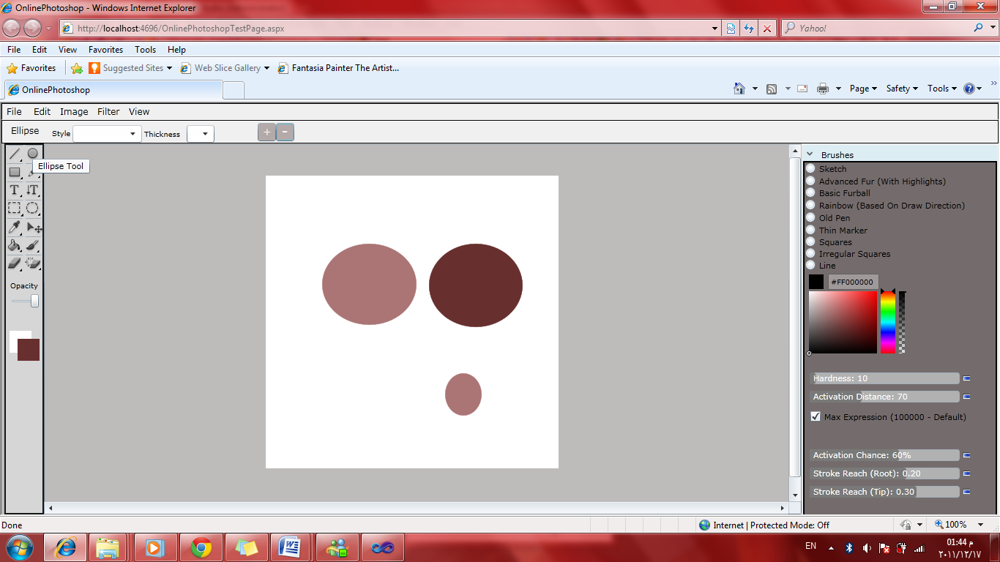 OnlinePhotoshop - Windows Internet Explorer
http://localhost:4696/OnlinePhotoshopTestPage.aspx
Yahoo!
File Edit View Favorites Tools Help
Favorites Suggested Sites Web Slice Gallery Fantasia Painter The Artist...
OnlinePhotoshop
Page Safety Tools
File Edit Image Filter View
Ellipse Style Thickness + -
Ellipse Tool
T T
Opacity
Brushes
Sketch
Advanced Fur (With Highlights)
Basic Furball
Rainbow (Based On Draw Direction)
Old Pen
Thin Marker
Squares
Irregular Squares
Line
#FF000000
Hardness: 10
Activation Distance: 70
Max Expression (100000 - Default)
Activation Chance: 60%
Stroke Reach (Root): 0.20
Stroke Reach (Tip): 0.30
Done
Internet | Protected Mode: Off
100%
EN
01:44 م
٢٠١١/١٢/١٧